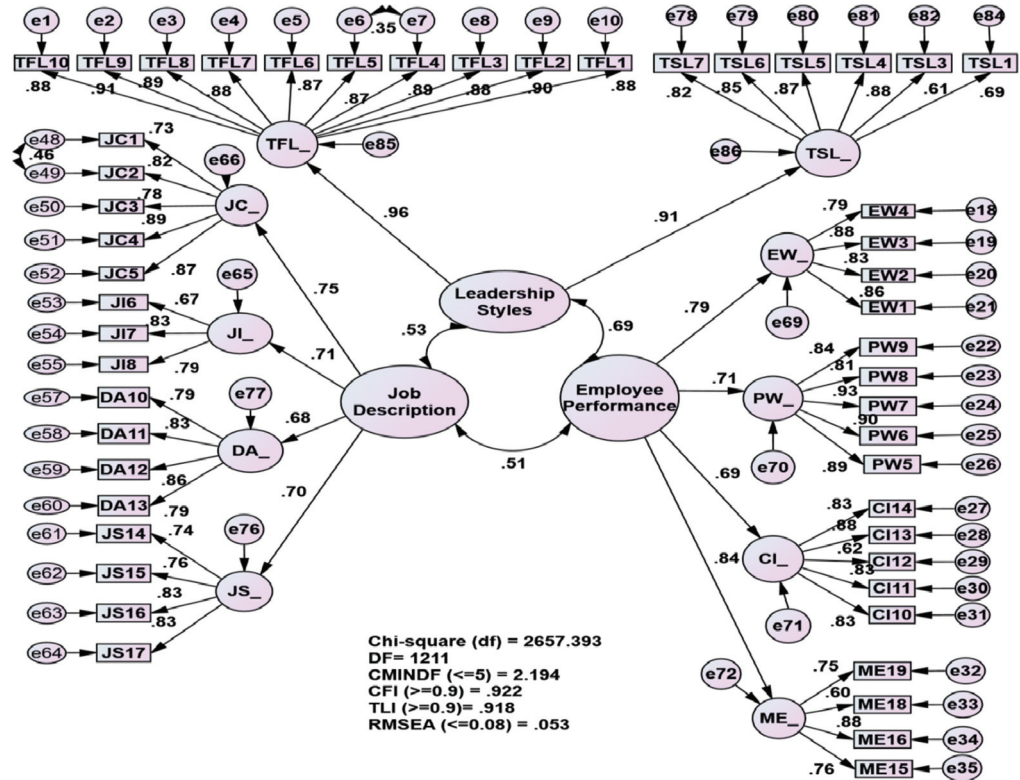 e1 e2 e3 e4 e5 e6 e7 e8 e9 e10
.35
TFL10 TFL9 TFL8 TFL7 TFL6 TFL5 TFL4 TFL3 TFL2 TFL1
.88 .91 .89 .88 .87 .87 .89 .88 .90 .88
TFL_ e85
e78 e79 e80 e81 e82 e84
TSL7 TSL6 TSL5 TSL4 TSL3 TSL1
.82 .85 .87 .88 .61 .69
e86 TSL_
.96
.91
e48 JC1 .73
.46
e49 JC2 .82
e50 JC3 .78
e51 JC4 .89
e52 JC5 .87
e66
JC_
.75
e53 JI6 .67
e54 JI7 .83
e55 JI8 .79
e65
JI_
.71
e57 DA10 .79
e58 DA11 .83
e59 DA12 .86
e60 DA13 .79
e77
DA_
.68
e61 JS14 .74
e62 JS15 .76
e63 JS16 .83
e64 JS17 .83
e76
JS_
.70
Leadership
Styles
.53
.69
Job
Description
Employee
Performance
.51
.79
EW_
e69
.79 EW4 e18
.88 EW3 e19
.83 EW2 e20
.86 EW1 e21
.71
PW_
e70
.84 PW9 e22
.81 PW8 e23
.93 PW7 e24
.90 PW6 e25
.89 PW5 e26
.69
CI_
e71
.83 CI14 e27
.88 CI13 e28
.62 CI12 e29
.83 CI11 e30
.83 CI10 e31
.84
e72
ME_
.75 ME19 e32
.60 ME18 e33
.88 ME16 e34
.76 ME15 e35
Chi-square (df) = 2657.393
DF= 1211
CMINDF (<=5) = 2.194
CFI (>=0.9) = .922
TLI (>=0.9)= .918
RMSEA (<=0.08) = .053